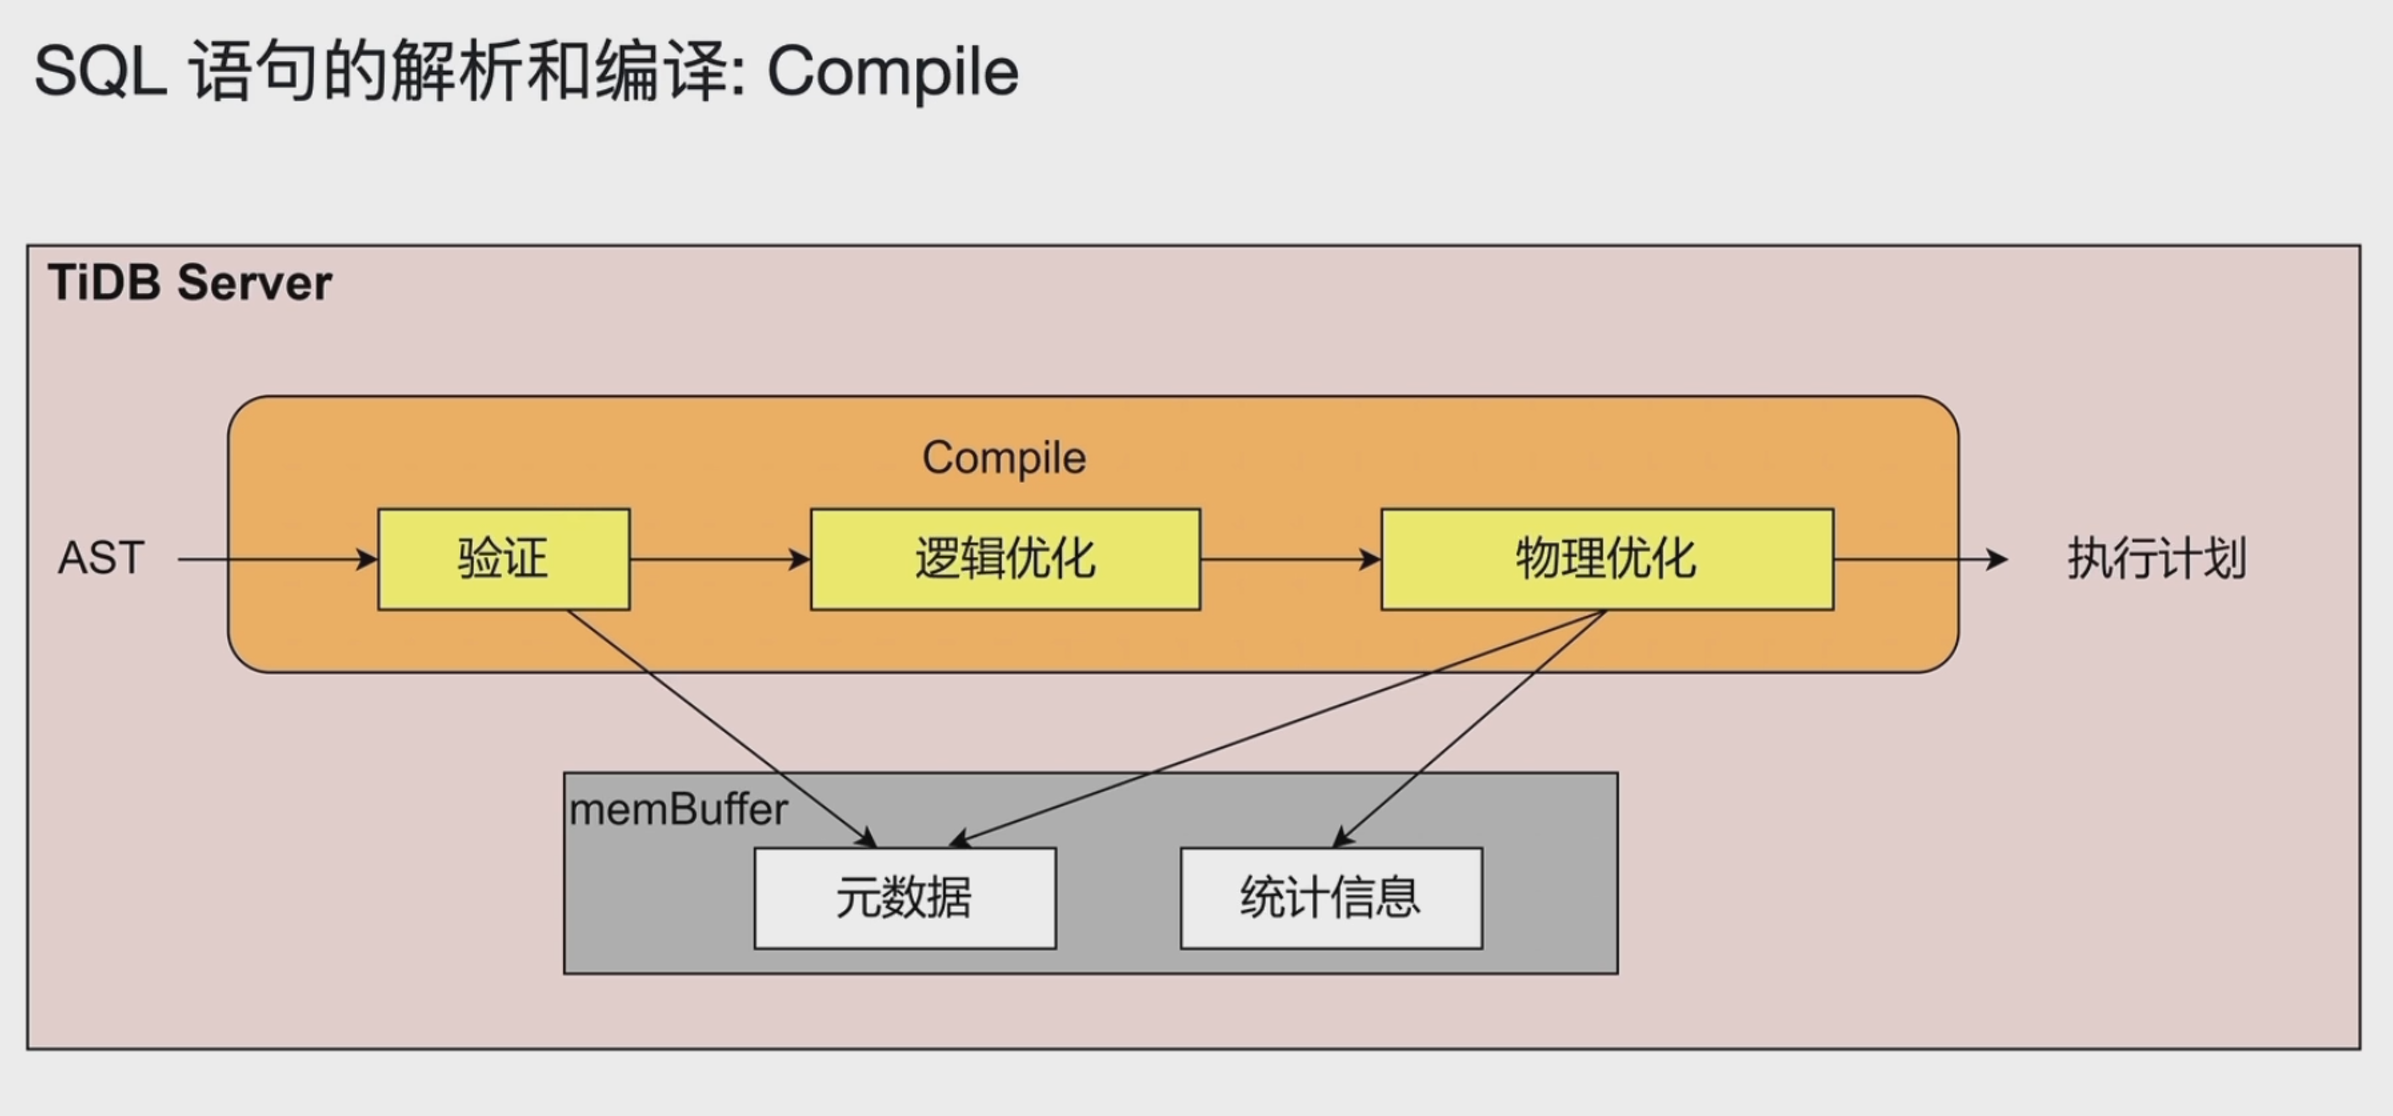 SQL 语句的解析和编译: Compile
TiDB Server
Compile
AST
验证
逻辑优化
物理优化
执行计划
memBuffer
元数据
统计信息